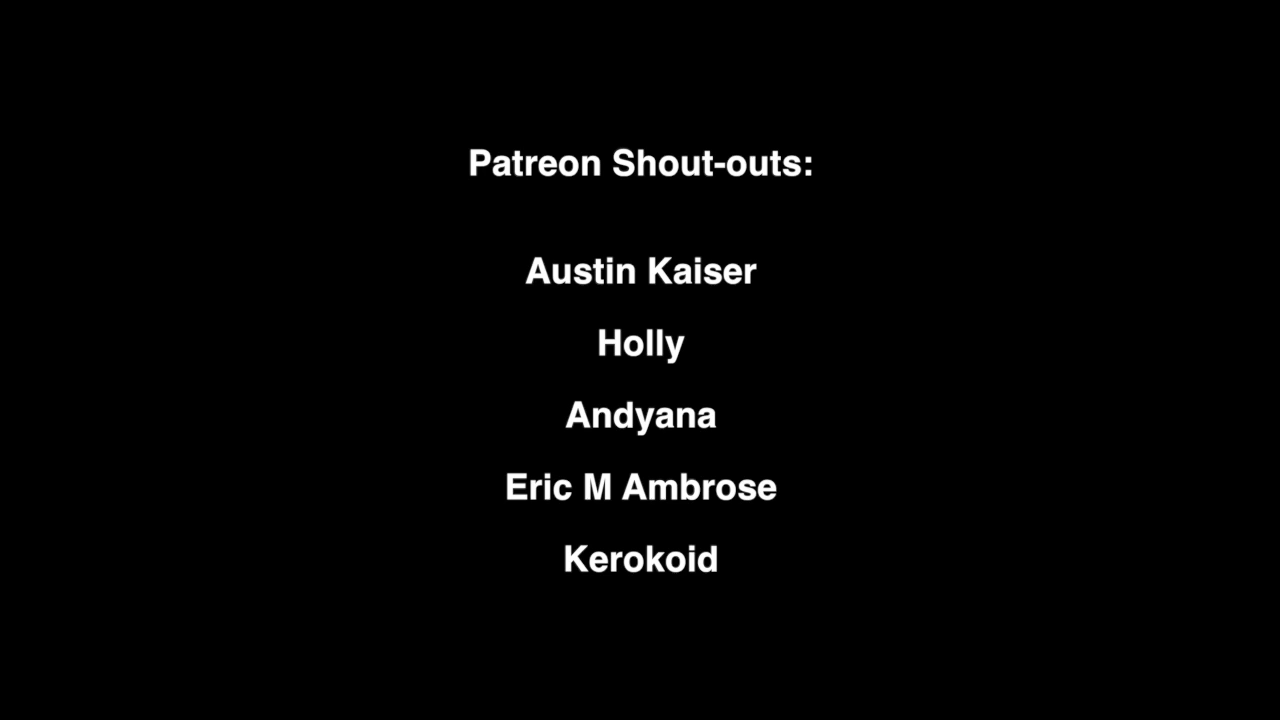 Patreon Shout-outs:
Austin Kaiser
Holly
Andyana
Eric M Ambrose
Kerokoid